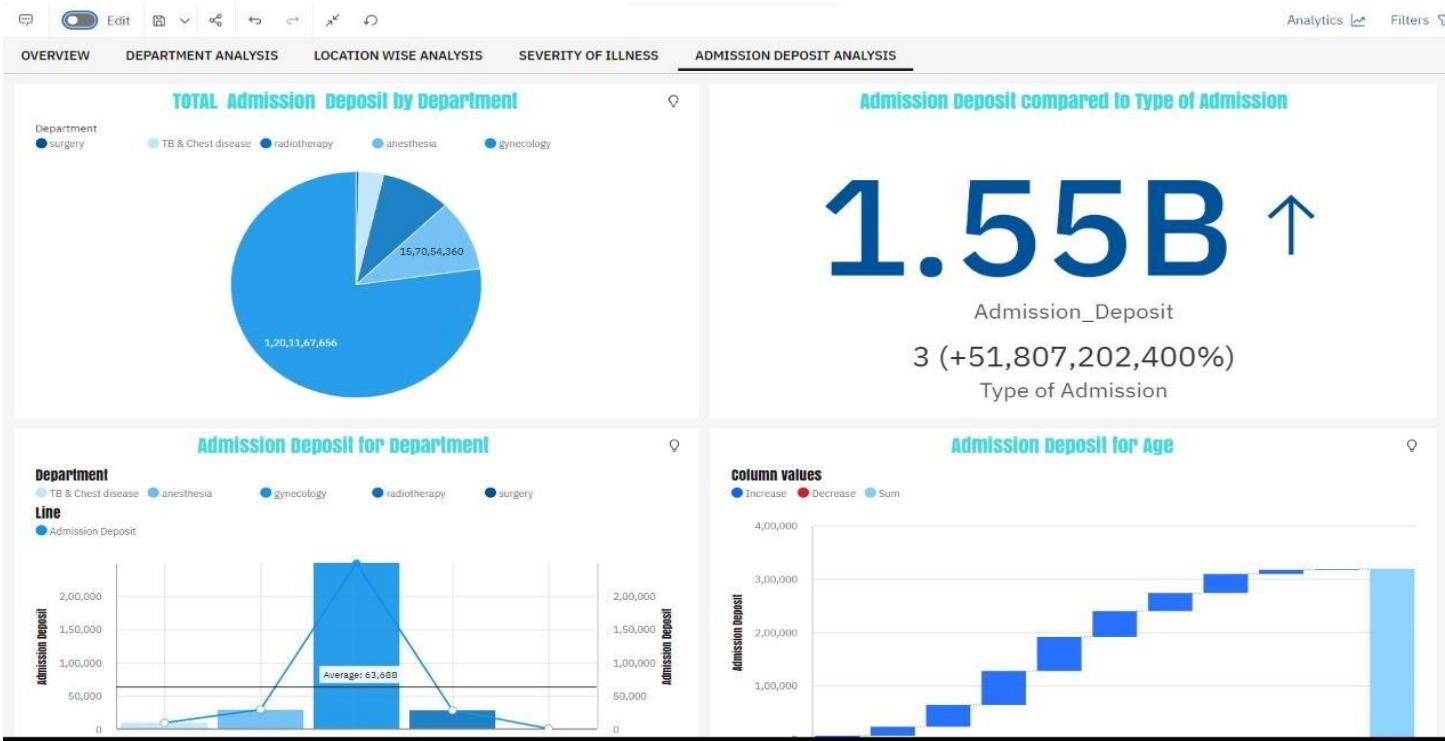 Edit
Analytics
Filters
OVERVIEW DEPARTMENT ANALYSIS LOCATION WISE ANALYSIS SEVERITY OF ILLNESS ADMISSION DEPOSIT ANALYSIS
TOTAL Admission Deposit by Department
Department
surgery TB & Chest disease radiotherapy anesthesia gynecology
15,70,54,360
1,20,11,67,656
Admission Deposit compared to Type of Admission
1.55B
Admission_Deposit
3 (+51,807,202,400%)
Type of Admission
Admission Deposit for Department
Department
TB & Chest disease anesthesia gynecology radiotherapy surgery
Line
Admission Deposit
Admission Deposit
2,00,000
1,50,000
1,00,000
50,000
0
Average: 63,688
2,00,000
1,50,000
1,00,000
50,000
0
Admission Deposit
Admission Deposit for Age
Column values
Increase Decrease Sum
Admission Deposit
4,00,000
3,00,000
2,00,000
1,00,000